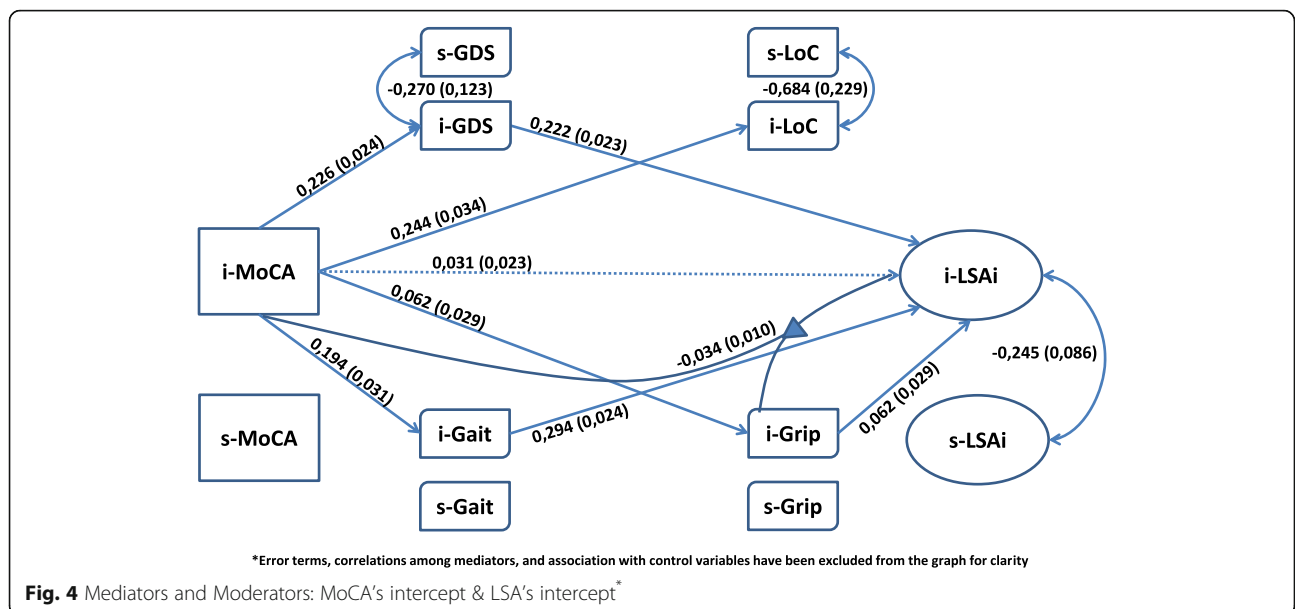 s-GDS
s-LoC
-0,270 (0,123)
-0,684 (0,229)
i-GDS
i-LoC
0,222 (0,023)
0,226 (0,024)
0,244 (0,034)
i-MoCA
0,031 (0,023)
i-LSAi
0,062 (0,029)
-0,034 (0,010)
0,194 (0,031)
-0,245 (0,086)
0,062 (0,029)
s-MoCA
i-Gait
0,294 (0,024)
i-Grip
s-LSAi
s-Gait
s-Grip
*Error terms, correlations among mediators, and association with control variables have been excluded from the graph for clarity
Fig. 4 Mediators and Moderators: MoCA's intercept & LSA's intercept*